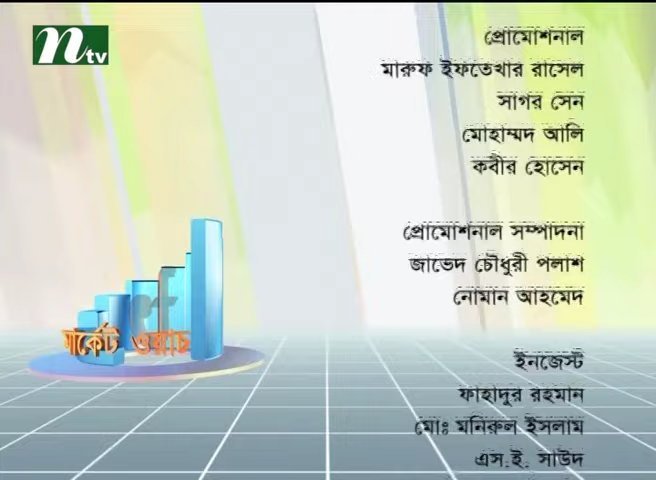 ntv
প্রোমোশনাল
মারুফ ইফতেখার রাসেল
সাগর সেন
মোহাম্মদ আলি
কবীর হোসেন
প্রোমোশনাল সম্পাদনা
জাভেদ চৌধুরী পলাশ
নোমান আহমেদ
মার্কেট ওয়াচ
ইনজেস্ট
ফাহাদুর রহমান
মোঃ মনিরুল ইসলাম
এস.ই. সাউদ